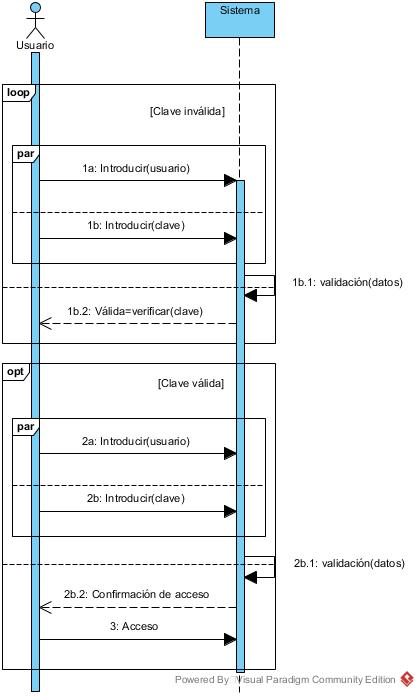 Sistema
Usuario
loop
[Clave inválida]
par
1a: Introducir(usuario)
1b: Introducir(clave)
1b.1: validación(datos)
1b.2: Válida=verificar(clave)
opt
[Clave válida]
par
2a: Introducir(usuario)
2b: Introducir(clave)
2b.1: validación(datos)
2b.2: Confirmación de acceso
3: Acceso
Powered By Visual Paradigm Community Edition